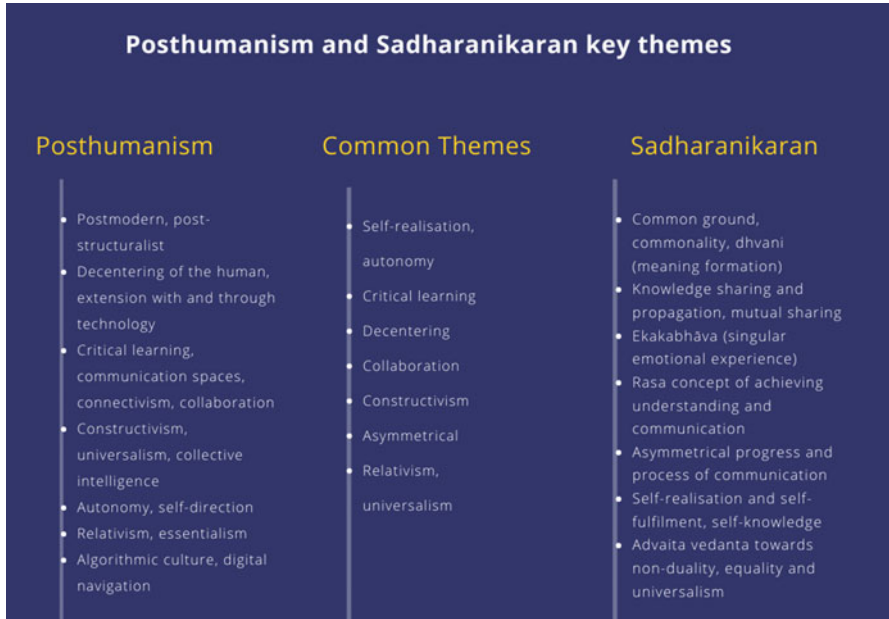 Posthumanism and Sadharanikaran key themes
Posthumanism
Postmodern, post-
structuralist
Decentering of the human,
extension with and through
technology
Critical learning,
communication spaces,
connectivism, collaboration
Constructivism,
universalism, collective
intelligence
Autonomy, self-direction
Relativism, essentialism
Algorithmic culture, digital
navigation
Common Themes
Self-realisation,
autonomy
Critical learning
Decentering
Collaboration
Constructivism
Asymmetrical
Relativism,
universalism
Sadharanikaran
Common ground,
commonality, dhvani
(meaning formation)
Knowledge sharing and
propagation, mutual sharing
Ekakabhāva (singular
emotional experience)
Rasa concept of achieving
understanding and
communication
Asymmetrical progress and
process of communication
Self-realisation and self-
fulfilment, self-knowledge
Advaita vedanta towards
non-duality, equality and
universalism